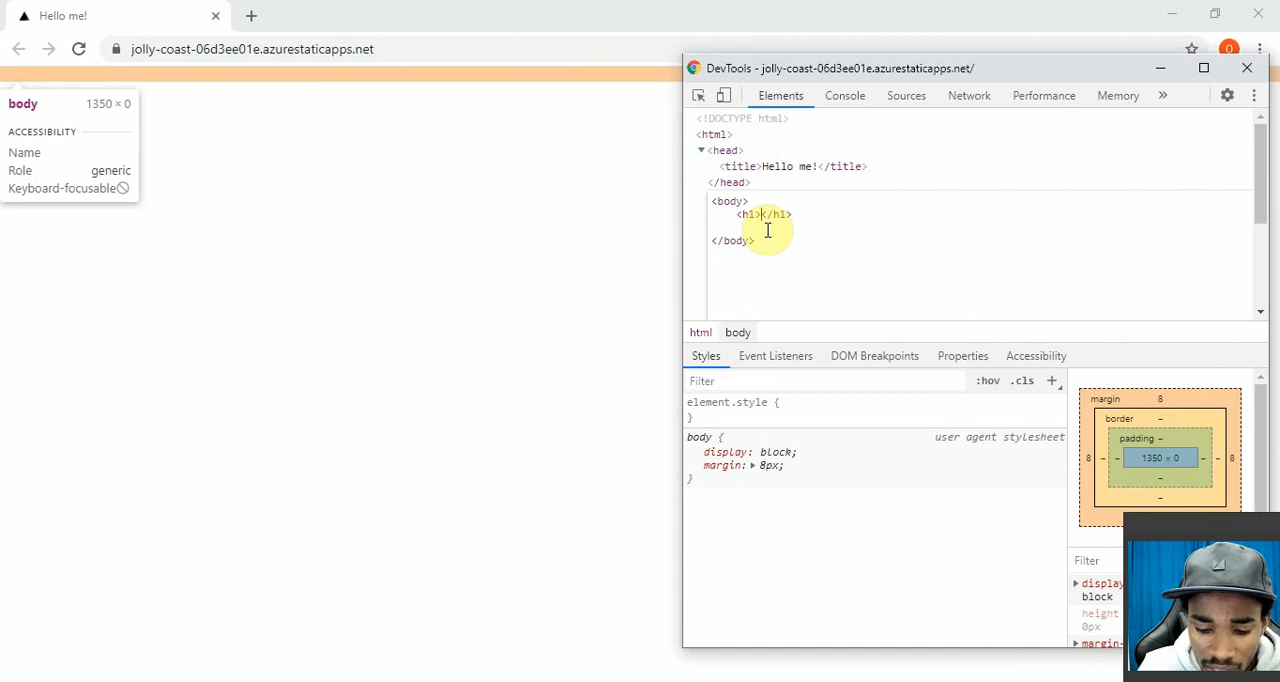 Hello me!
jolly-coast-06d3ee01e.azurestaticapps.net
DevTools - jolly-coast-06d3ee01e.azurestaticapps.net/
Elements Console Sources Network Performance Memory »
body 1350 × 0
ACCESSIBILITY
Name
Role generic
Keyboard-focusable
<!DOCTYPE html>
<html>
<head>
<title>Hello me!</title>
</head>
<body>
<h1></h1>
</body>
html body
Styles Event Listeners DOM Breakpoints Properties Accessibility
Filter :hov .cls +
element.style {
}
body { user agent stylesheet
display: block;
margin: 8px;
}
margin 8
border –
padding –
8 – – 1350 × 0 – – 8
–
–
Filter
display
block
height
0px
margin-